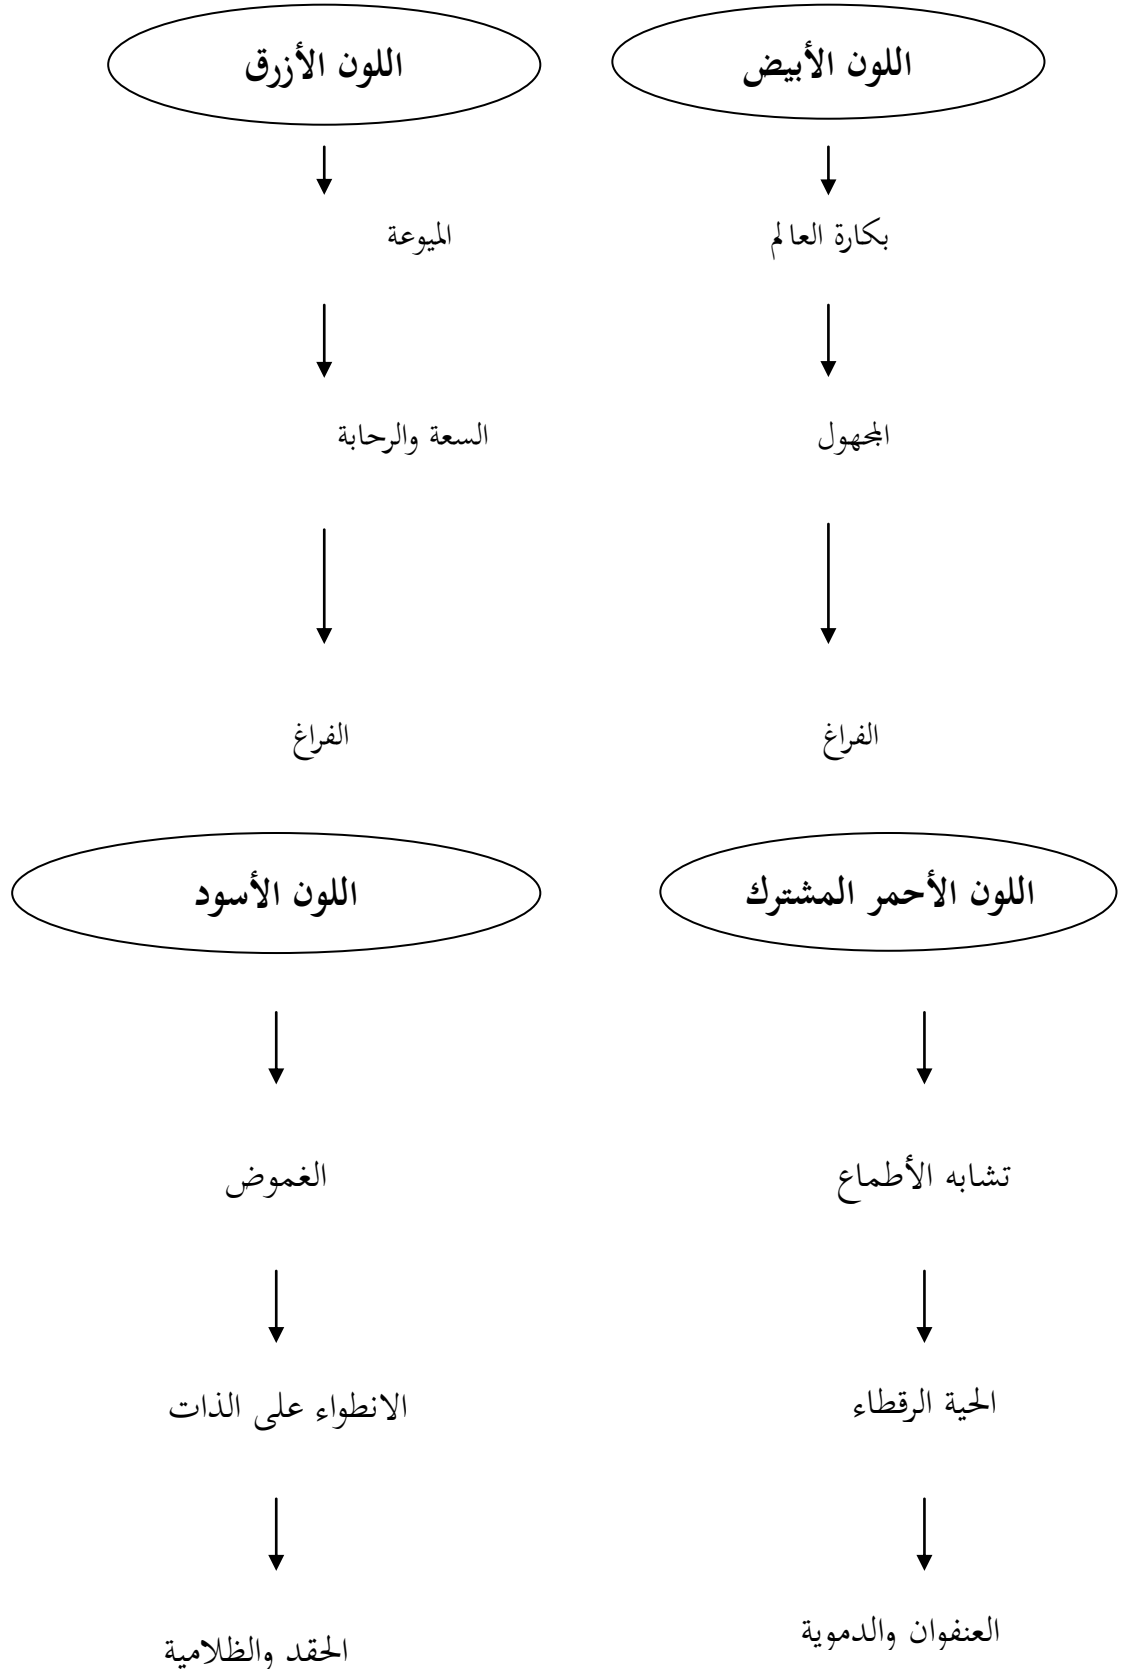 اللون الأبيض
اللون الأزرق
بكارة العالم
الميوعة
المجهول
السعة والرحابة
الفراغ
الفراغ
اللون الأحمر المشترك
اللون الأسود
تشابه الأطماع
الغموض
الحية الرقطاء
الانطواء على الذات
العنفوان والدموية
الحقد والظلامية